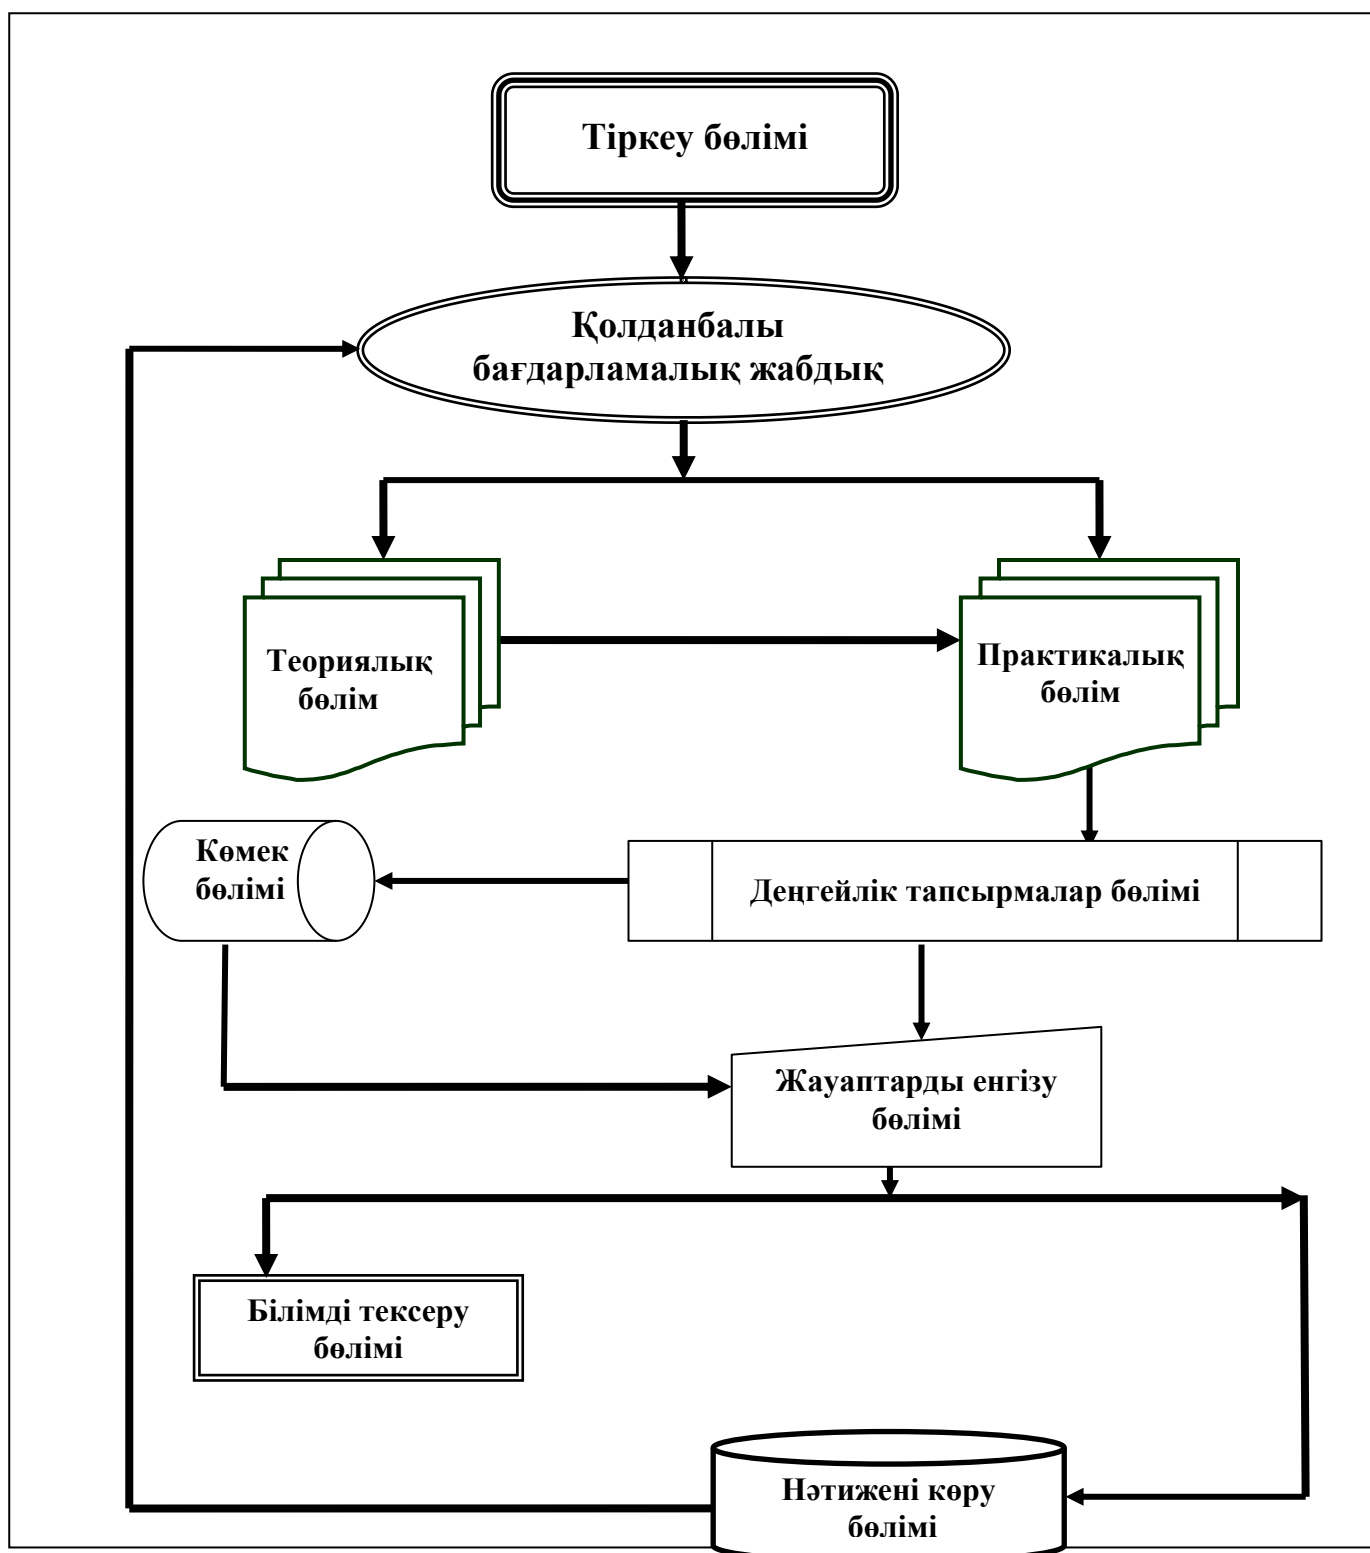 Тіркеу бөлімі
Қолданбалы
бағдарламалық жабдық
Теориялық
бөлім
Практикалық
бөлім
Көмек
бөлімі
Деңгейлік тапсырмалар бөлімі
Жауаптарды енгізу
бөлімі
Білімді тексеру
бөлімі
Нәтижені көру
бөлімі